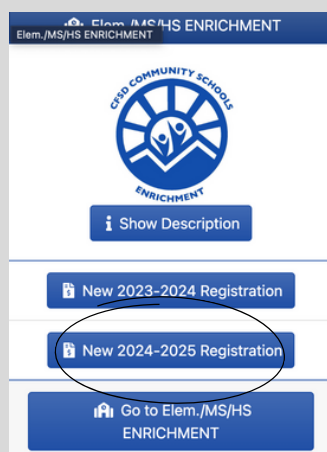 Elem./MS/HS ENRICHMENT
Elem./MS/HS ENRICHMENT
CFSD COMMUNITY SCHOOLS
ENRICHMENT
Show Description
New 2023-2024 Registration
New 2024-2025 Registration
Go to Elem./MS/HS
ENRICHMENT